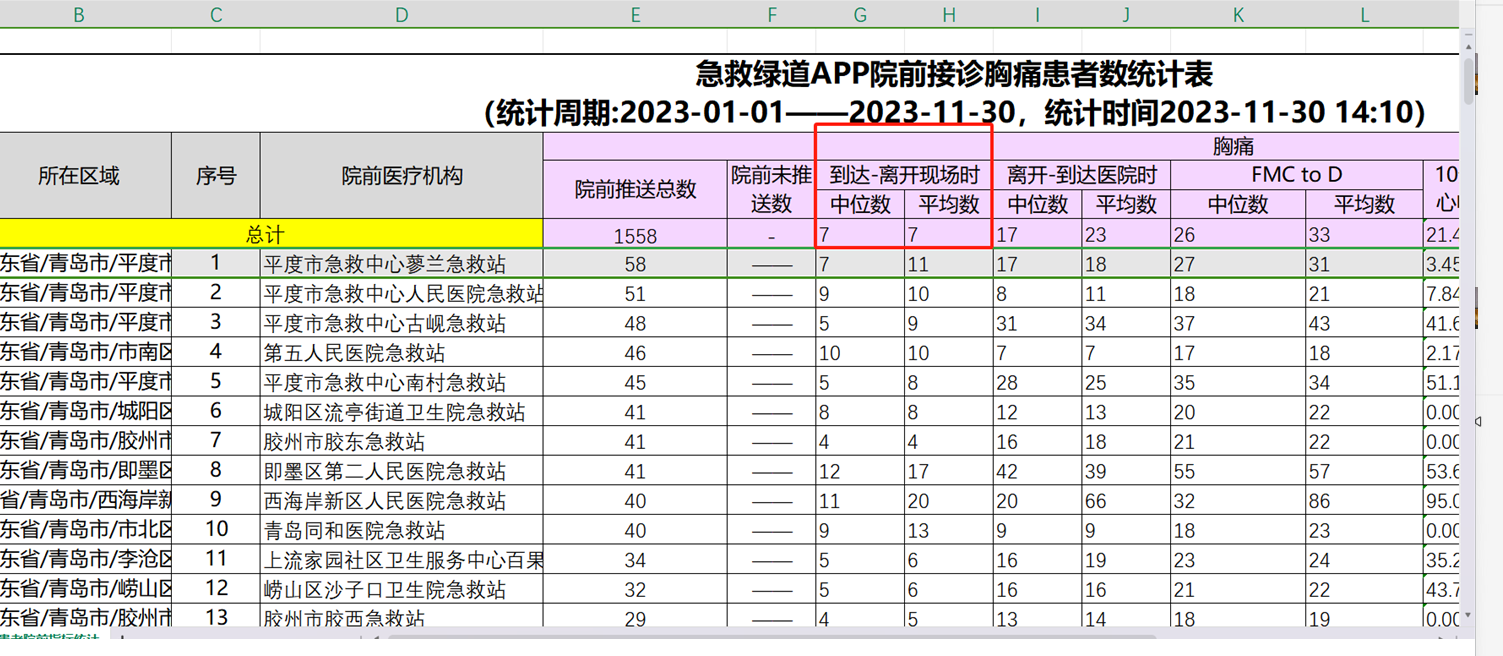 B C D E F G H I J K L
急救绿道APP院前接诊胸痛患者数统计表
（统计周期:2023-01-01——2023-11-30，统计时间2023-11-30 14:10）
所在区域 序号 院前医疗机构 胸痛
院前推送总数 院前未推送数 到达-离开现场时 离开-到达医院时 FMC to D 10
中位数 平均数 中位数 平均数 中位数 平均数 心
总计 1558 - 7 7 17 23 26 33 21.4
东省/青岛市/平度市 1 平度市急救中心蓼兰急救站 58 —— 7 11 17 18 27 31 3.45
东省/青岛市/平度市 2 平度市急救中心人民医院急救站 51 —— 9 10 8 11 18 21 7.84
东省/青岛市/平度市 3 平度市急救中心古岘急救站 48 —— 5 9 31 34 37 43 41.6
东省/青岛市/市南区 4 第五人民医院急救站 46 —— 10 10 7 7 17 18 2.17
东省/青岛市/平度市 5 平度市急救中心南村急救站 45 —— 5 8 28 25 35 34 51.1
东省/青岛市/城阳区 6 城阳区流亭街道卫生院急救站 41 —— 8 8 12 13 20 22 0.00
东省/青岛市/胶州市 7 胶州市胶东急救站 41 —— 4 4 16 18 21 22 0.00
东省/青岛市/即墨区 8 即墨区第二人民医院急救站 41 —— 12 17 42 39 55 57 53.6
省/青岛市/西海岸新 9 西海岸新区人民医院急救站 40 —— 11 20 20 66 32 86 95.0
东省/青岛市/市北区 10 青岛同和医院急救站 40 —— 9 13 9 9 18 23 0.00
东省/青岛市/李沧区 11 上流家园社区卫生服务中心百果 34 —— 5 6 16 19 23 24 35.2
东省/青岛市/崂山区 12 崂山区沙子口卫生院急救站 32 —— 5 6 16 16 21 22 43.7
东省/青岛市/胶州市 13 胶州市胶西急救站 29 —— 4 5 13 14 18 19 0.00